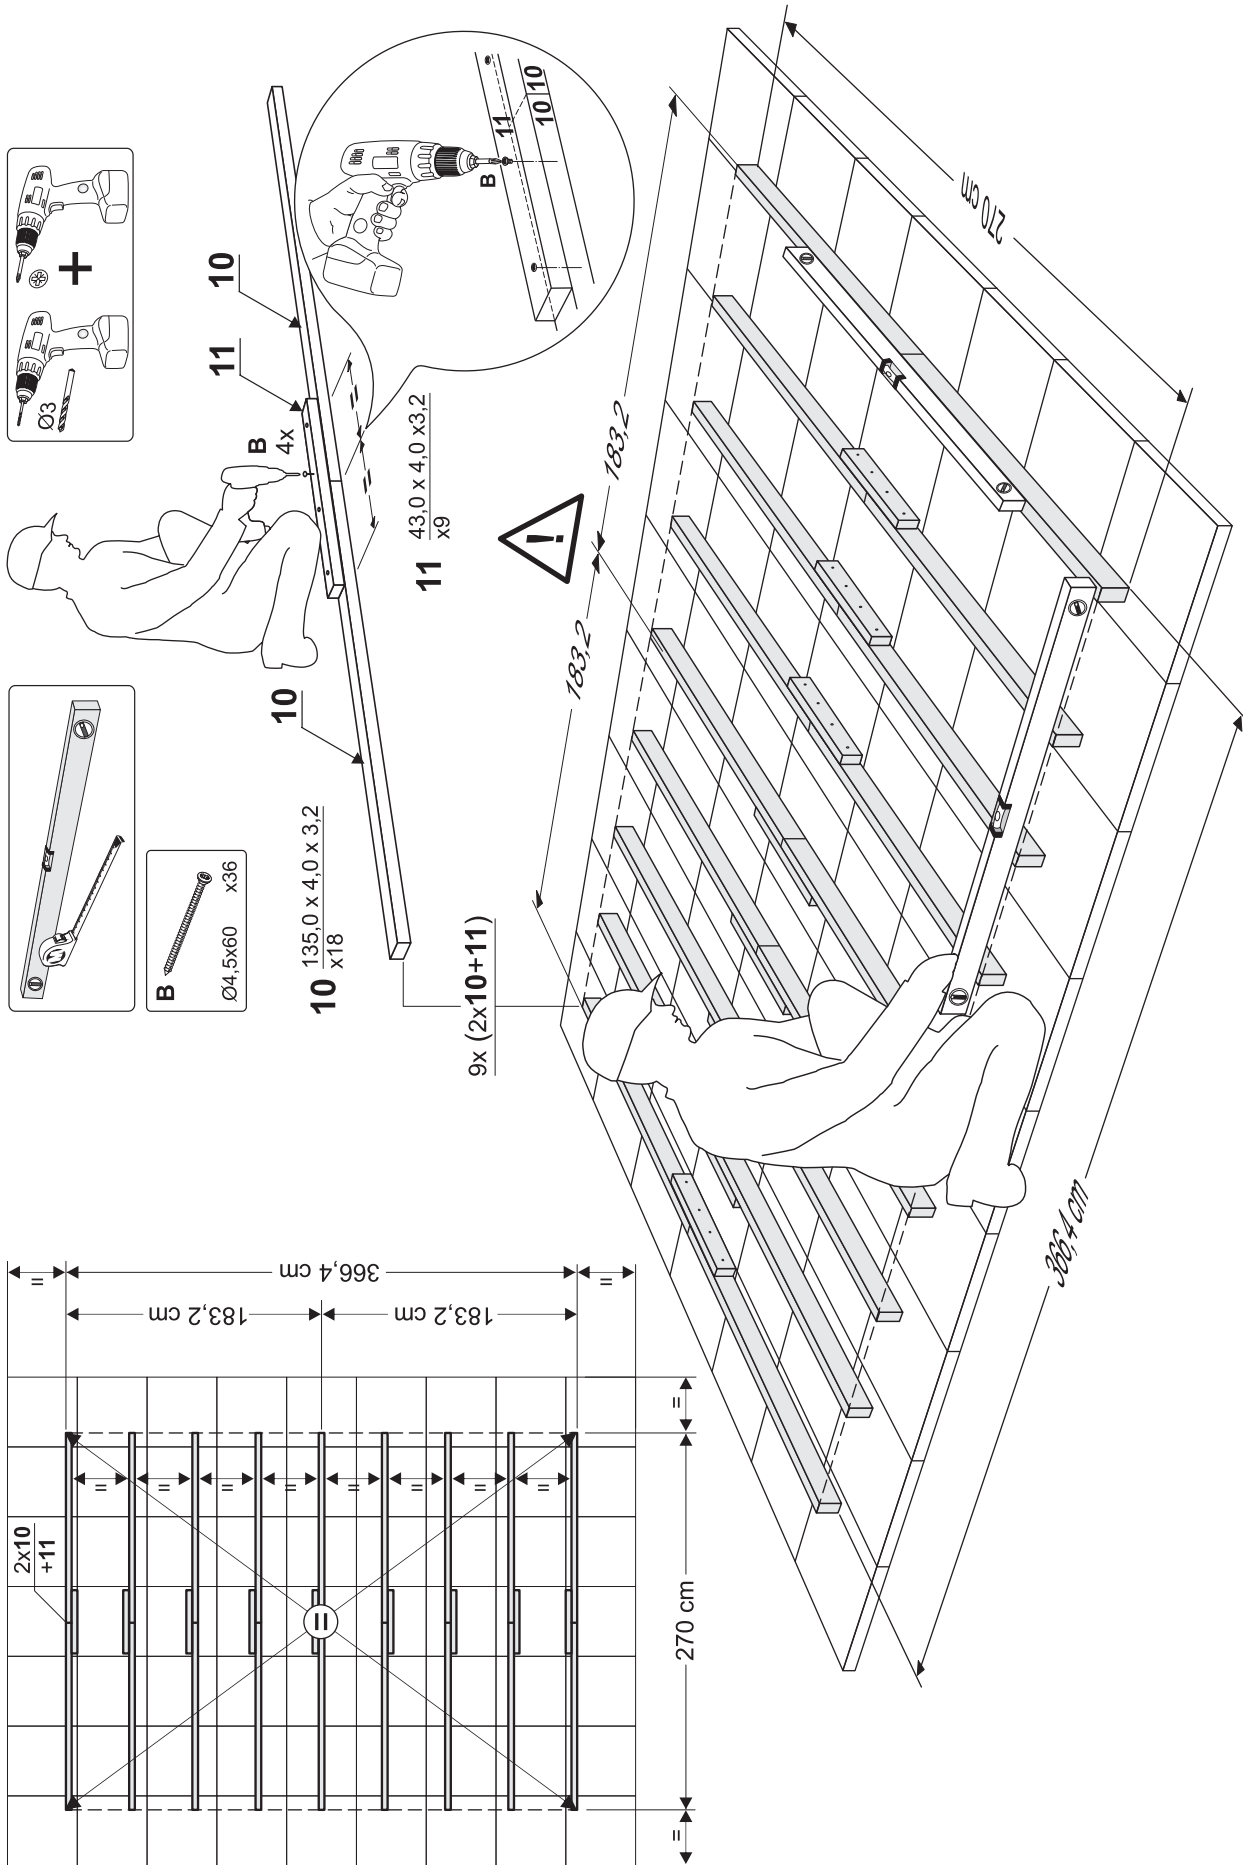 Ø3
B
Ø4,5x60
x36
10
11
B
4x
10
10 135,0 x 4,0 x 3,2
x18
11 43,0 x 4,0 x3,2
x9
B
11
10
10
9x (2x10+11)
!
183,2
183,2
270 cm
366,4 cm
2x10
+11
=
366,4 cm
=
183,2 cm
183,2 cm
=
=
=
=
=
=
=
=
=
=
270 cm
=
=
=